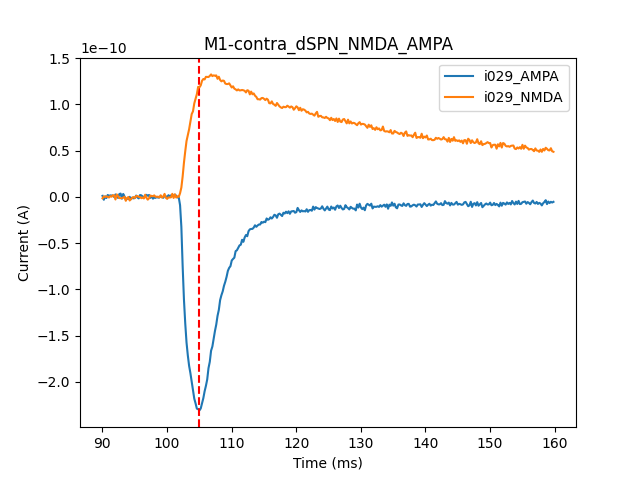 M1-contra_dSPN_NMDA_AMPA
1e−10
i029_AMPA
i029_NMDA
1.5
1.0
0.5
0.0
−0.5
−1.0
−1.5
−2.0
Current (A)
90 100 110 120 130 140 150 160
Time (ms)